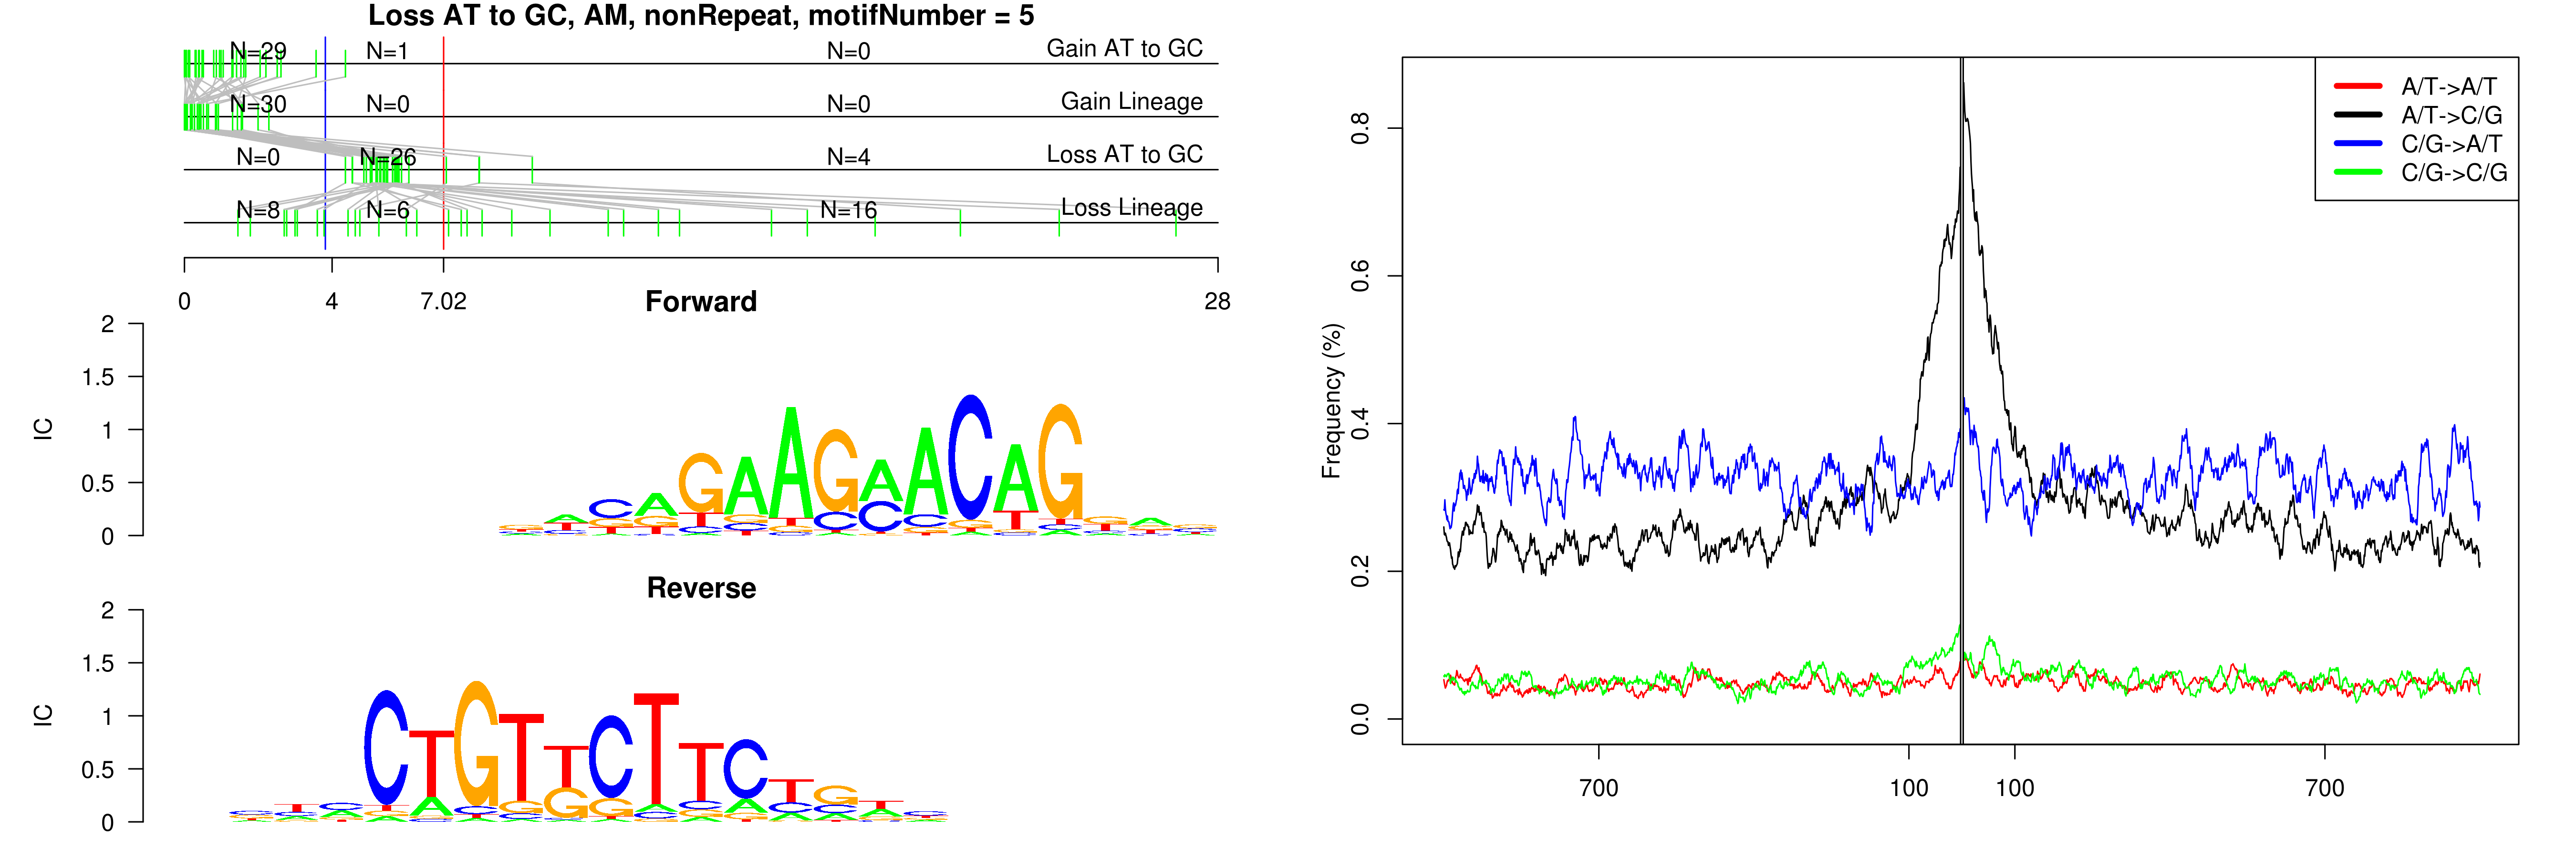 Loss AT to GC, AM, nonRepeat, motifNumber = 5
N=29 N=1 N=0 Gain AT to GC
N=30 N=0 N=0 Gain Lineage
N=0 N=26 N=4 Loss AT to GC
N=8 N=6 N=16 Loss Lineage
0 4 7.02 28
Forward
IC
2
1.5
1
0.5
0
Reverse
IC
2
1.5
1
0.5
0
Frequency (%)
0.8
0.6
0.4
0.2
0.0
700 100 100 700
A/T->A/T
A/T->C/G
C/G->A/T
C/G->C/G